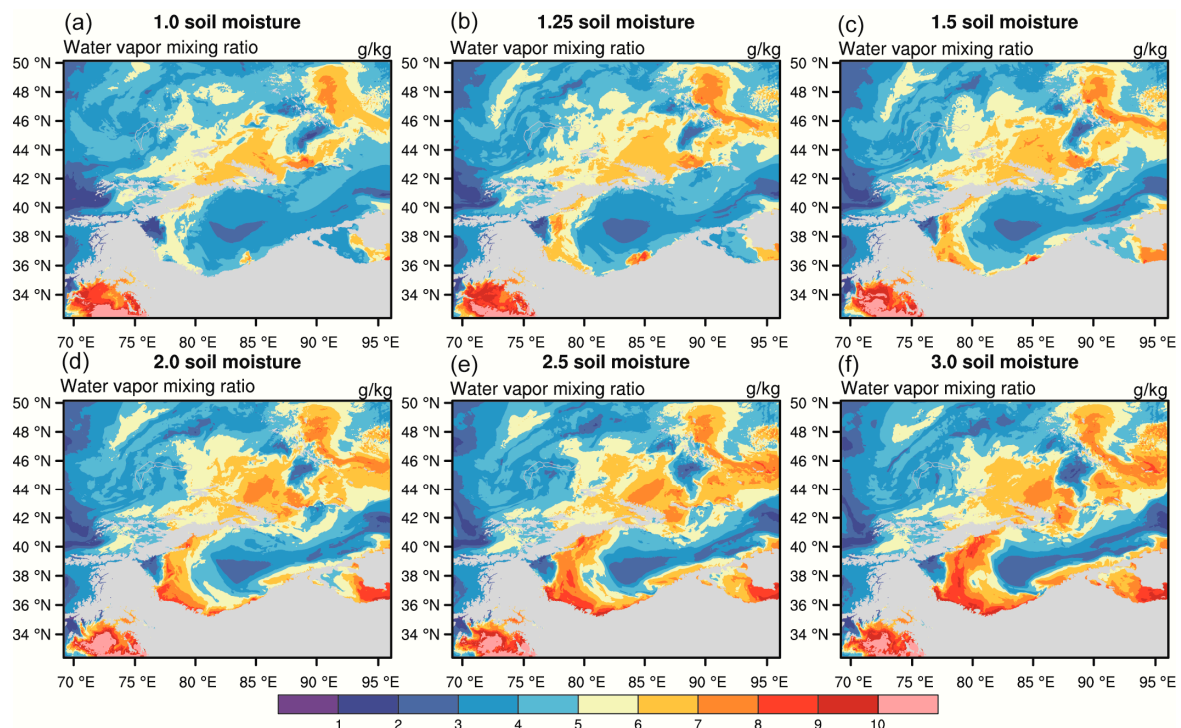 (a) 1.0 soil moisture (b) 1.25 soil moisture (c) 1.5 soil moisture
Water vapor mixing ratio g/kg Water vapor mixing ratio g/kg Water vapor mixing ratio g/kg
50 °N 50 °N 50 °N
48 °N 48 °N 48 °N
46 °N 46 °N 46 °N
44 °N 44 °N 44 °N
42 °N 42 °N 42 °N
40 °N 40 °N 40 °N
38 °N 38 °N 38 °N
36 °N 36 °N 36 °N
34 °N 34 °N 34 °N
70 °E 75 °E 80 °E 85 °E 90 °E 95 °E 70 °E 75 °E 80 °E 85 °E 90 °E 95 °E 70 °E 75 °E 80 °E 85 °E 90 °E 95 °E
(d) 2.0 soil moisture (e) 2.5 soil moisture (f) 3.0 soil moisture
Water vapor mixing ratio g/kg Water vapor mixing ratio g/kg Water vapor mixing ratio g/kg
50 °N 50 °N 50 °N
48 °N 48 °N 48 °N
46 °N 46 °N 46 °N
44 °N 44 °N 44 °N
42 °N 42 °N 42 °N
40 °N 40 °N 40 °N
38 °N 38 °N 38 °N
36 °N 36 °N 36 °N
34 °N 34 °N 34 °N
70 °E 75 °E 80 °E 85 °E 90 °E 95 °E 70 °E 75 °E 80 °E 85 °E 90 °E 95 °E 70 °E 75 °E 80 °E 85 °E 90 °E 95 °E
1 2 3 4 5 6 7 8 9 10